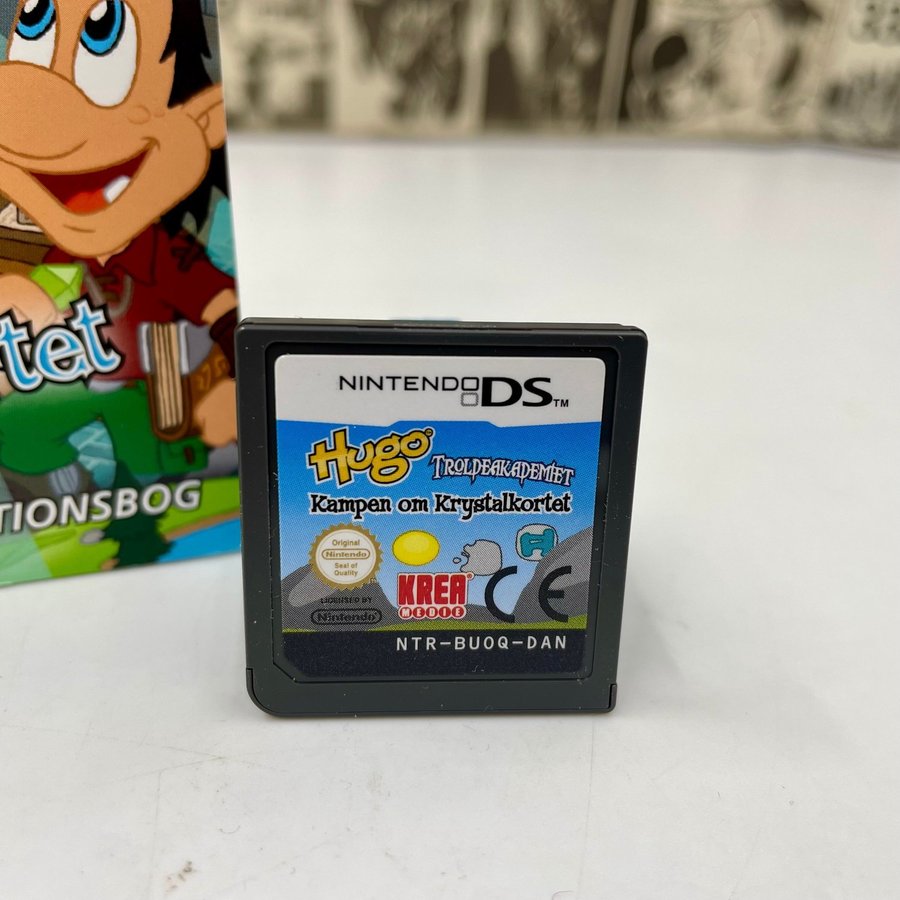 tet
TIONSBOG
NINTENDO DS™
Hugo®
TROLDEAKADEMIET
Kampen om Krystalkortet
Original
Nintendo
Seal of
Quality
LICENSED BY
Nintendo
KREA®
MEDIE
CE
NTR-BUOQ-DAN